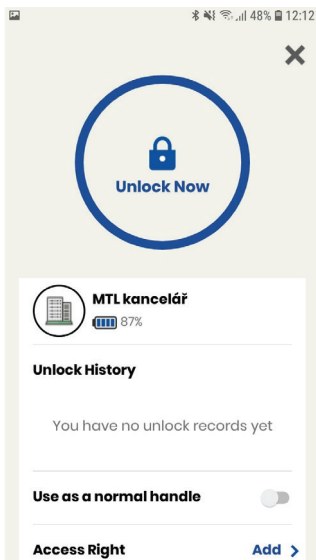 48% 12:12
Unlock Now
MTL kancelář
87%
Unlock History
You have no unlock records yet
Use as a normal handle
Access Right Add